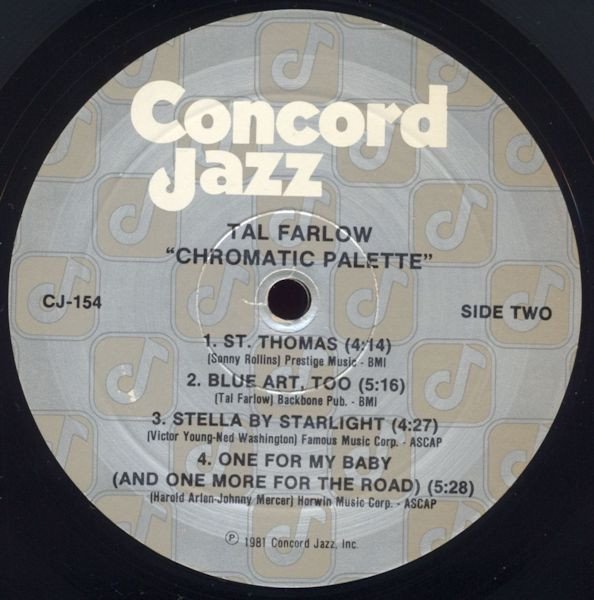 Concord
Jazz
TAL FARLOW
“CHROMATIC PALETTE”
CJ-154
SIDE TWO
1. ST. THOMAS (4:14)
(Sonny Rollins) Prestige Music - BMI
2. BLUE ART, TOO (5:16)
(Tal Farlow) Backbone Pub. - BMI
3. STELLA BY STARLIGHT (4:27)
(Victor Young-Ned Washington) Famous Music Corp. - ASCAP
4. ONE FOR MY BABY
(AND ONE MORE FOR THE ROAD) (5:28)
(Harold Arlen-Johnny Mercer) Horwin Music Corp. - ASCAP
℗ 1981 Concord Jazz, Inc.